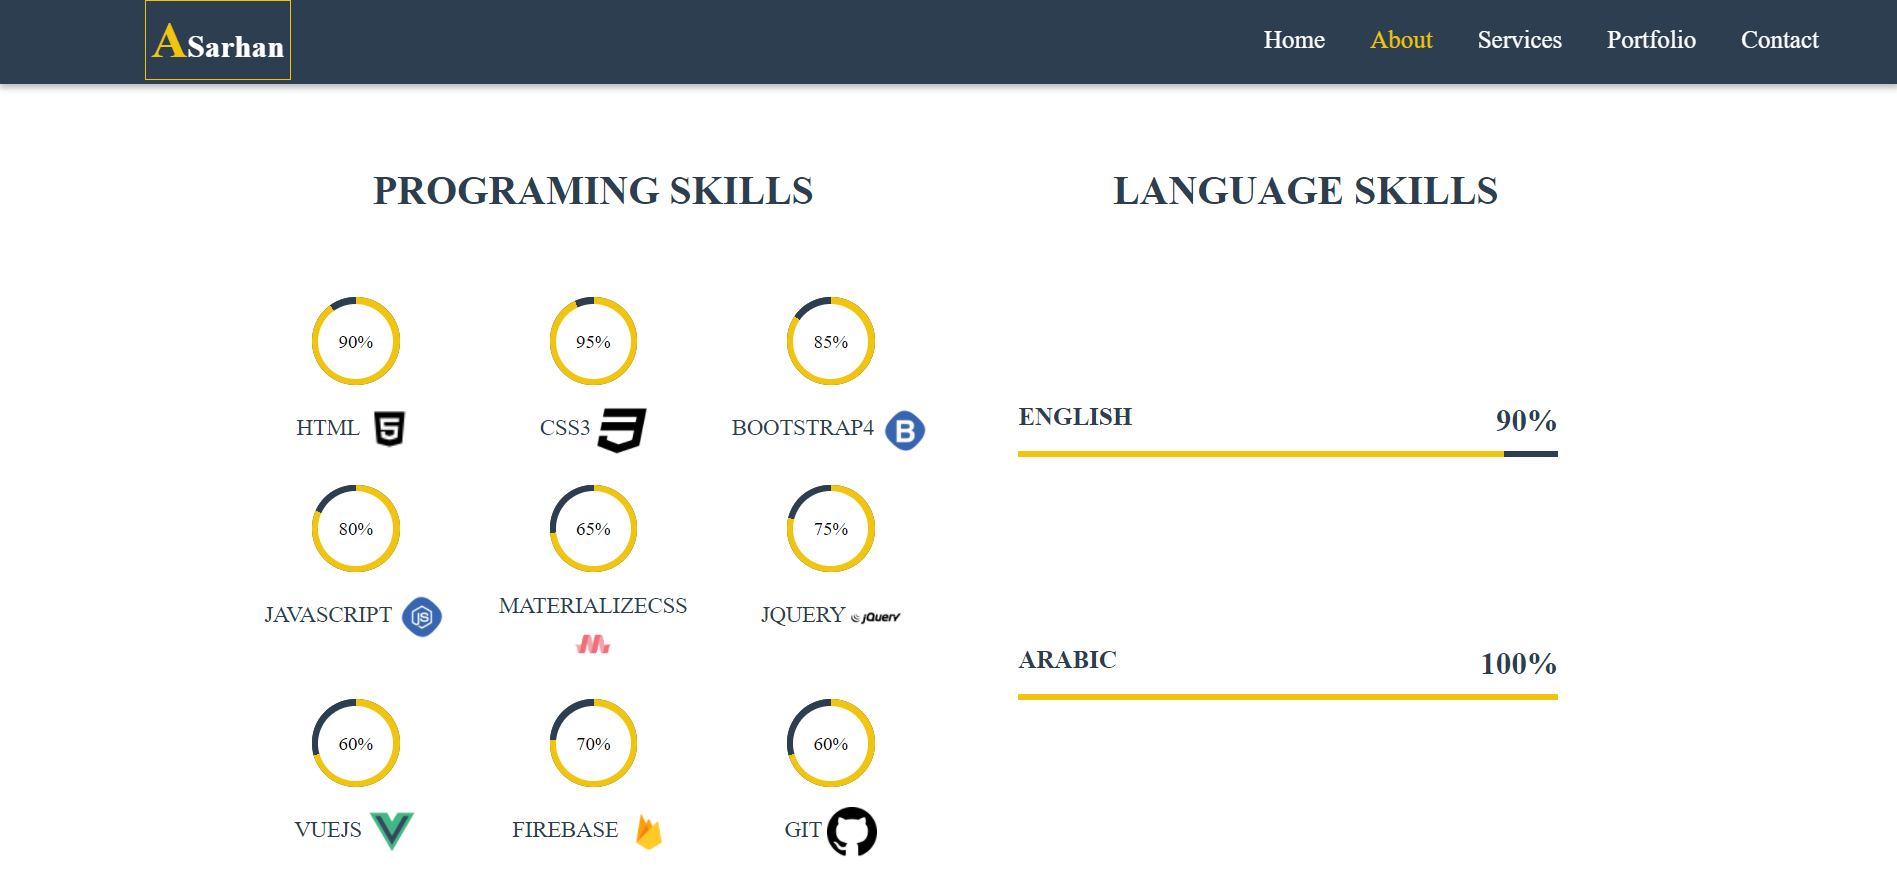 ASarhan
Home About Services Portfolio Contact
PROGRAMING SKILLS
90% 95% 85%
HTML 5 CSS3 BOOTSTRAP4 B
80% 65% 75%
JAVASCRIPT JS MATERIALIZECSS JQUERY jQuery
60% 70% 60%
VUEJS FIREBASE GIT
LANGUAGE SKILLS
ENGLISH 90%
ARABIC 100%